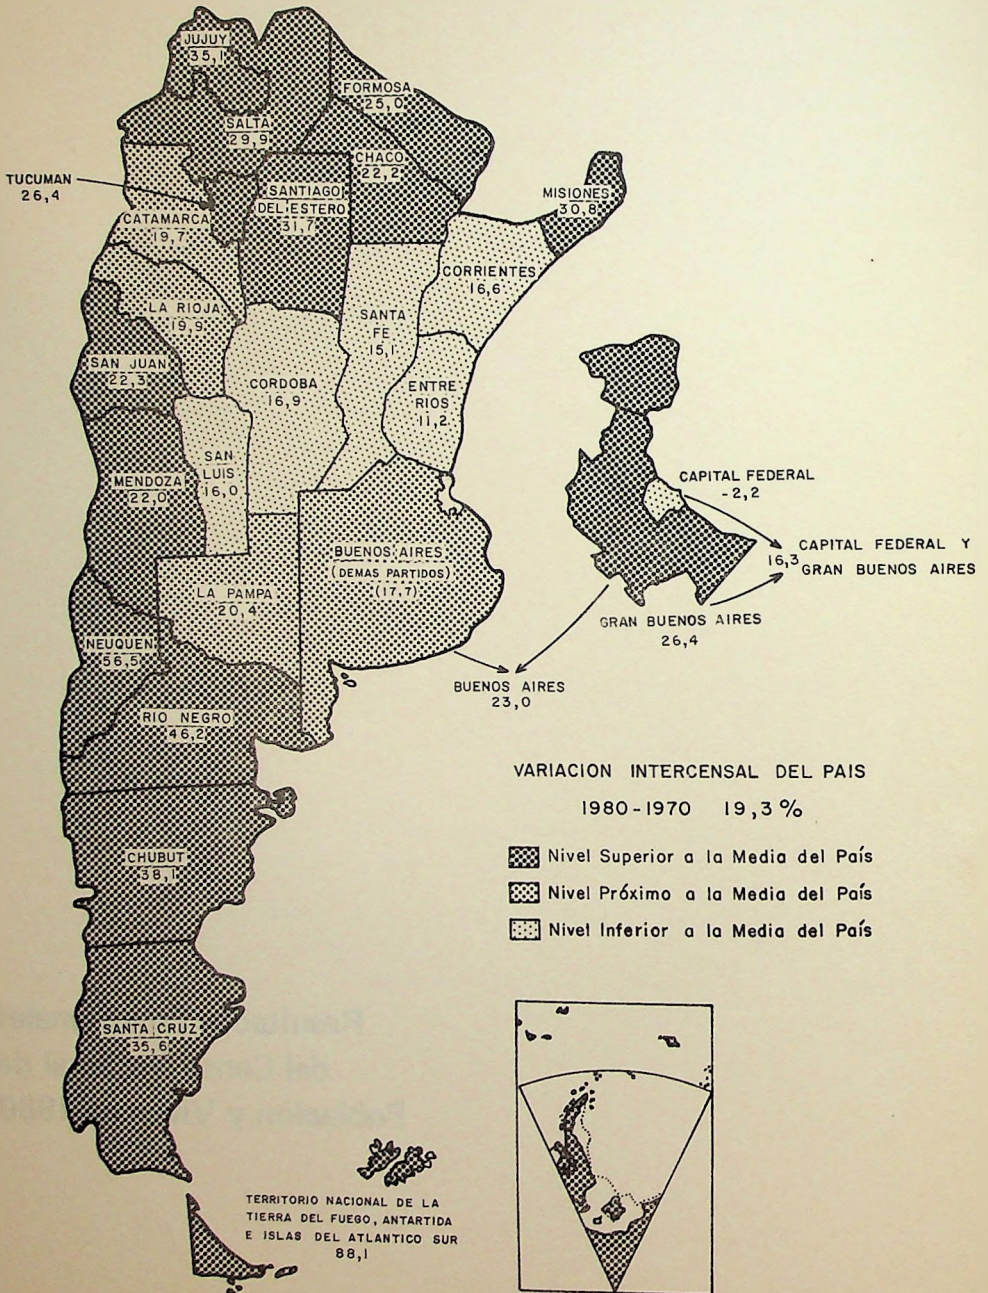 JUJUY
35,1
FORMOSA
25,0
SALTA
29,9
CHACO
22,2
TUCUMAN
26,4
SANTIAGO
DEL ESTERO
31,7
MISIONES
30,8
CATAMARCA
19,7
CORRIENTES
16,6
LA RIOJA
19,9
SANTA
FE
15,1
SAN JUAN
22,3
CORDOBA
16,9
ENTRE
RIOS
11,2
SAN
LUIS
16,0
MENDOZA
22,0
CAPITAL FEDERAL
-2,2
BUENOS AIRES
(DEMAS PARTIDOS)
(17,7)
16,3
CAPITAL FEDERAL Y
GRAN BUENOS AIRES
LA PAMPA
20,4
GRAN BUENOS AIRES
26,4
NEUQUEN
56,5
BUENOS AIRES
23,0
RIO NEGRO
46,2
VARIACION INTERCENSAL DEL PAIS
1980-1970 19,3 %
CHUBUT
38,1
Nivel Superior a la Media del País
Nivel Próximo a la Media del País
Nivel Inferior a la Media del País
SANTA CRUZ
35,6
TERRITORIO NACIONAL DE LA
TIERRA DEL FUEGO, ANTARTIDA
E ISLAS DEL ATLANTICO SUR
88,1